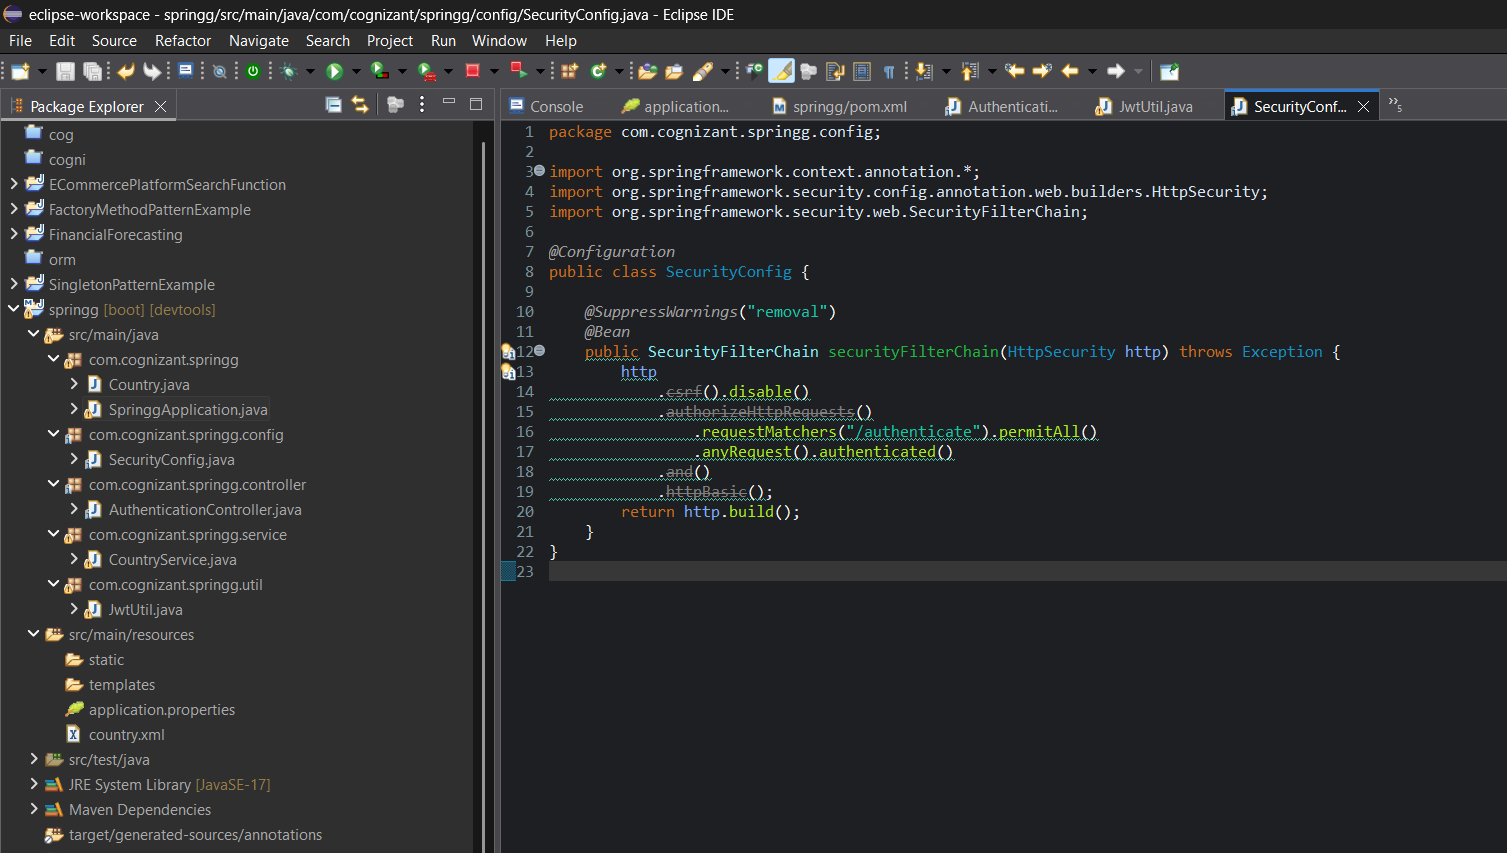 eclipse-workspace - springg/src/main/java/com/cognizant/springg/config/SecurityConfig.java - Eclipse IDE
File Edit Source Refactor Navigate Search Project Run Window Help
Package Explorer
cog
cogni
ECommercePlatformSearchFunction
FactoryMethodPatternExample
FinancialForecasting
orm
SingletonPatternExample
springg [boot] [devtools]
src/main/java
com.cognizant.springg
Country.java
SpringgApplication.java
com.cognizant.springg.config
SecurityConfig.java
com.cognizant.springg.controller
AuthenticationController.java
com.cognizant.springg.service
CountryService.java
com.cognizant.springg.util
JwtUtil.java
src/main/resources
static
templates
application.properties
country.xml
src/test/java
JRE System Library [JavaSE-17]
Maven Dependencies
target/generated-sources/annotations
Console application... springg/pom.xml Authenticati... JwtUtil.java SecurityConf... »5
1 package com.cognizant.springg.config;
2
3 import org.springframework.context.annotation.*;
4 import org.springframework.security.config.annotation.web.builders.HttpSecurity;
5 import org.springframework.security.web.SecurityFilterChain;
6
7 @Configuration
8 public class SecurityConfig {
9
10 @SuppressWarnings("removal")
11 @Bean
12 public SecurityFilterChain securityFilterChain(HttpSecurity http) throws Exception {
13 http
14 .csrf().disable()
15 .authorizeHttpRequests()
16 .requestMatchers("/authenticate").permitAll()
17 .anyRequest().authenticated()
18 .and()
19 .httpBasic();
20 return http.build();
21 }
22 }
23